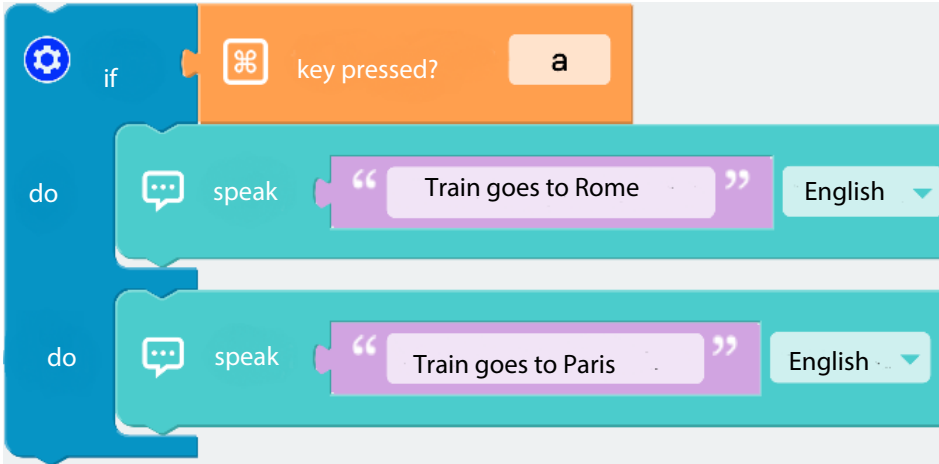 if key pressed? a
do speak “ Train goes to Rome ” English
do speak “ Train goes to Paris ” English